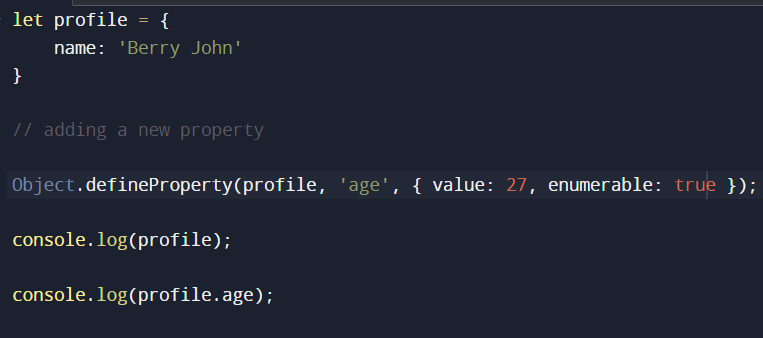 let profile = {
    name: 'Berry John'
}
// adding a new property
Object.defineProperty(profile, 'age', { value: 27, enumerable: true });
console.log(profile);
console.log(profile.age);